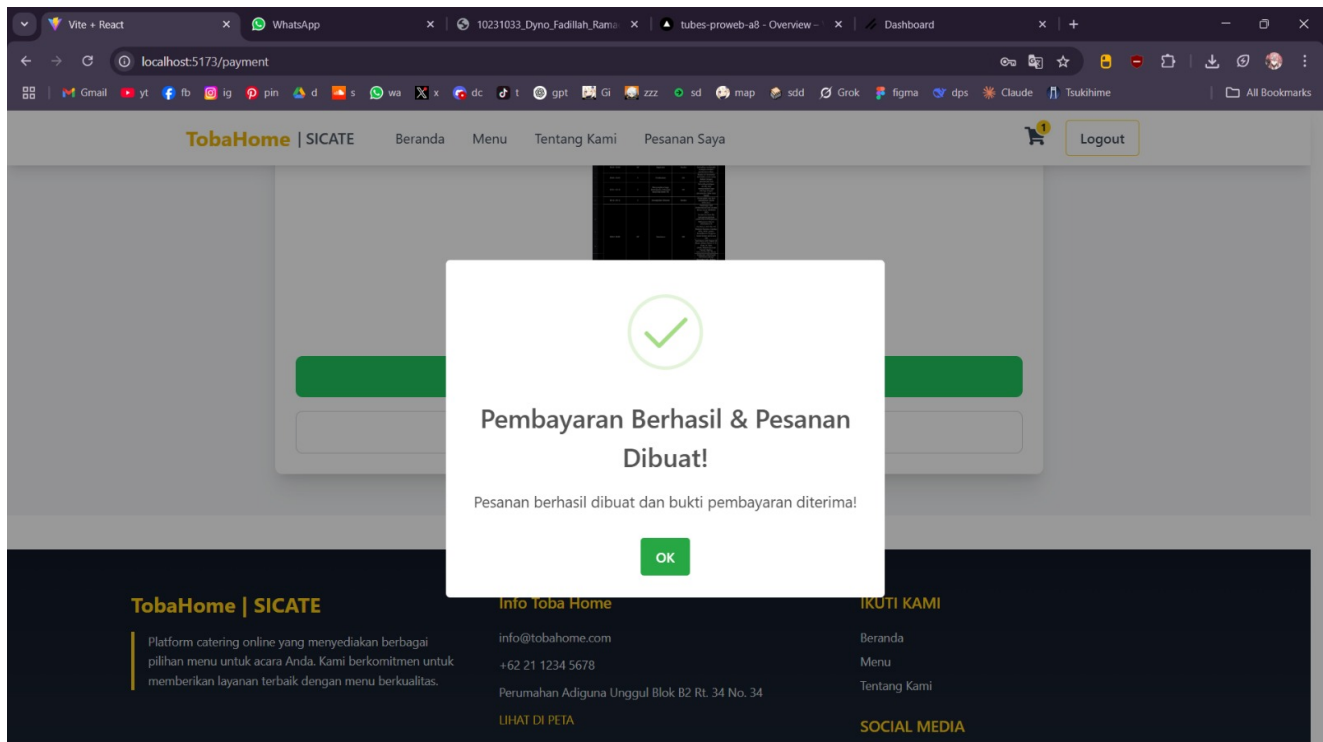 Vite + React
WhatsApp
10231033_Dyno_Fadillah_Rama
tubes-proweb-a8 - Overview –
Dashboard
localhost:5173/payment
Gmail yt fb ig pin d s wa x dc t gpt Gi zzz sd map sdd Grok figma dps Claude Tsukihime All Bookmarks
TobaHome | SICATE Beranda Menu Tentang Kami Pesanan Saya 1 Logout
Pembayaran Berhasil & Pesanan
Dibuat!
Pesanan berhasil dibuat dan bukti pembayaran diterima!
OK
TobaHome | SICATE
Platform catering online yang menyediakan berbagai
pilihan menu untuk acara Anda. Kami berkomitmen untuk
memberikan layanan terbaik dengan menu berkualitas.
Info Toba Home
info@tobahome.com
+62 21 1234 5678
Perumahan Adiguna Unggul Blok B2 Rt. 34 No. 34
LIHAT DI PETA
IKUTI KAMI
Beranda
Menu
Tentang Kami
SOCIAL MEDIA